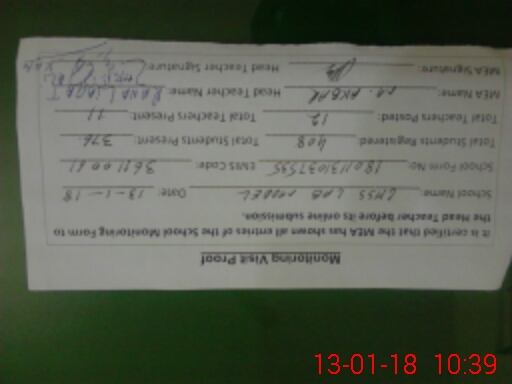 Monitoring Visit Proof
It is certified that the MEA has shown all entries of the School Monitoring Form to
the Head Teacher before its online submission.
School Name: GMSS LAB MODEL Date: 13-1-18
School Form No: EMIS Code:
Total Students Registered: 408 Total Students Present: 376
Total Teachers Posted: 12 Total Teachers Present: 11
MEA Name: M. AKBAR Head Teacher Name: RANA LIAQAT
MEA Signature: Head Teacher Signature:
13-01-18 10:39